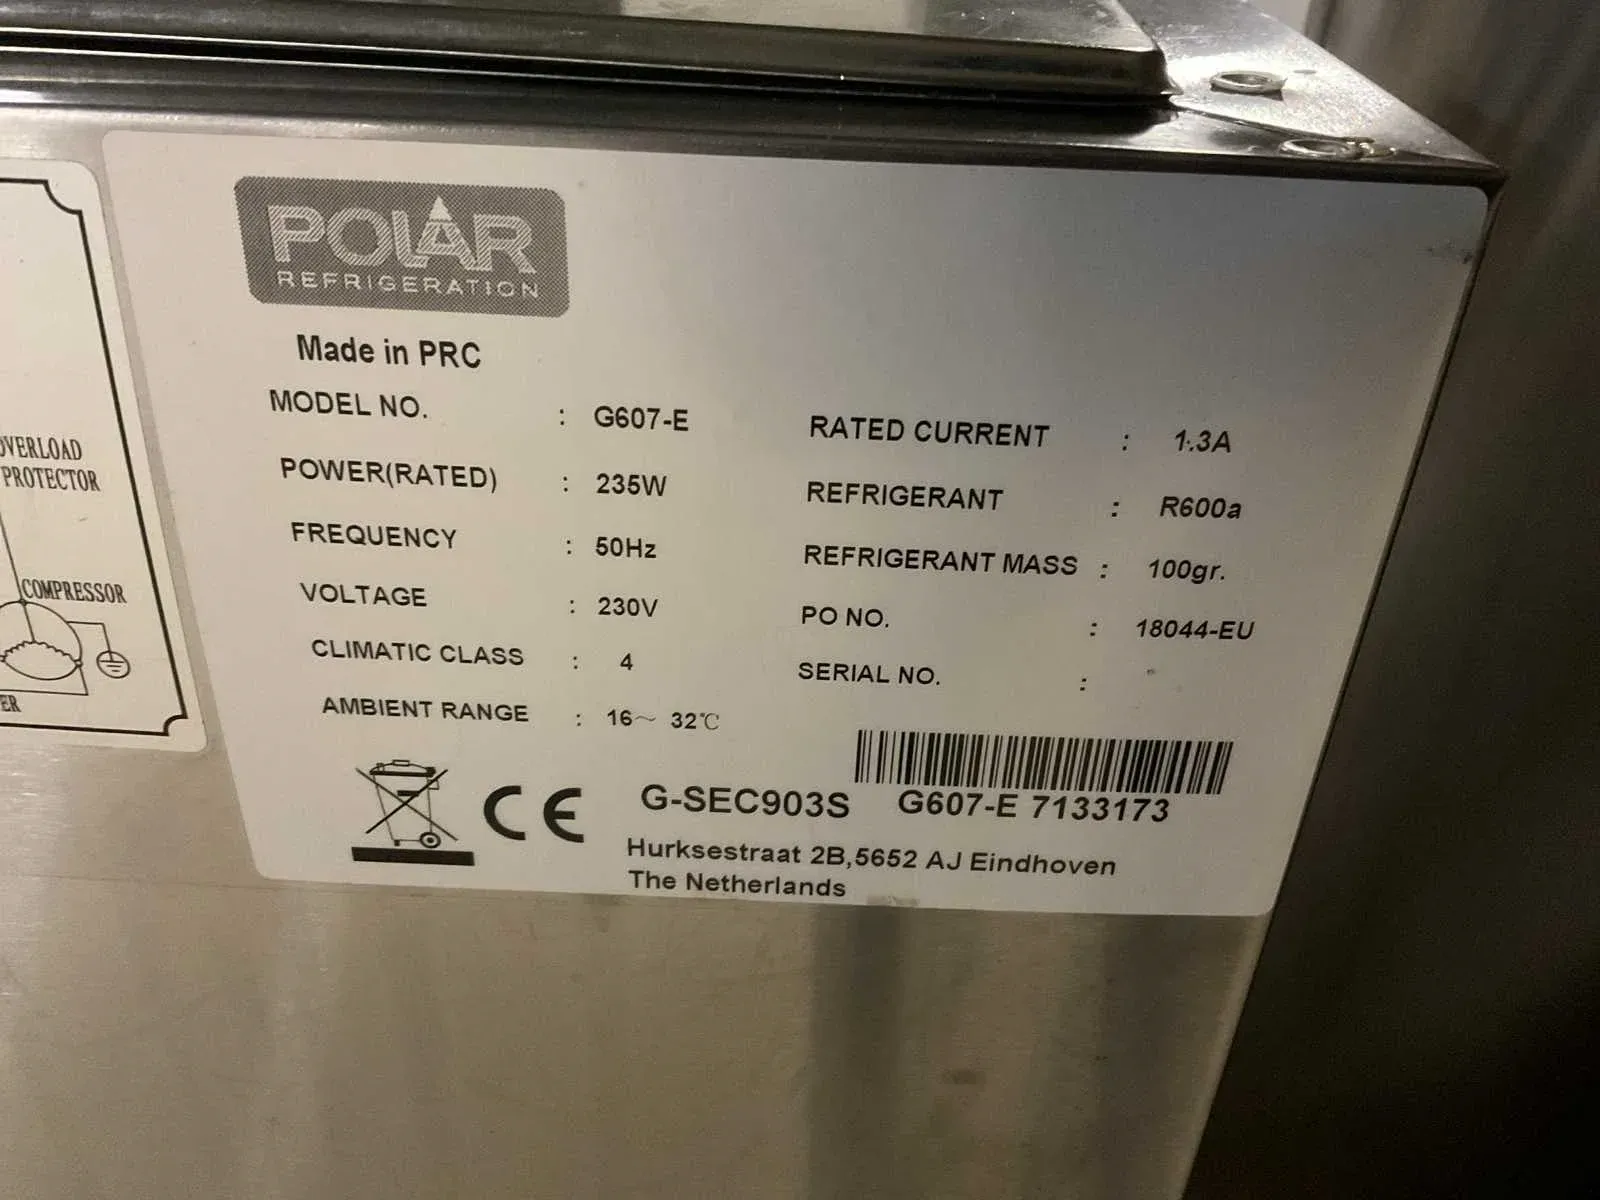 POLAR
REFRIGERATION
Made in PRC
MODEL NO. : G607-E
POWER(RATED) : 235W
FREQUENCY : 50Hz
VOLTAGE : 230V
CLIMATIC CLASS : 4
AMBIENT RANGE : 16～ 32℃
RATED CURRENT : 1.3A
REFRIGERANT : R600a
REFRIGERANT MASS : 100gr.
PO NO. : 18044-EU
SERIAL NO. :
CE
G-SEC903S G607-E 7133173
Hurksestraat 2B,5652 AJ Eindhoven
The Netherlands
OVERLOAD
PROTECTOR
COMPRESSOR